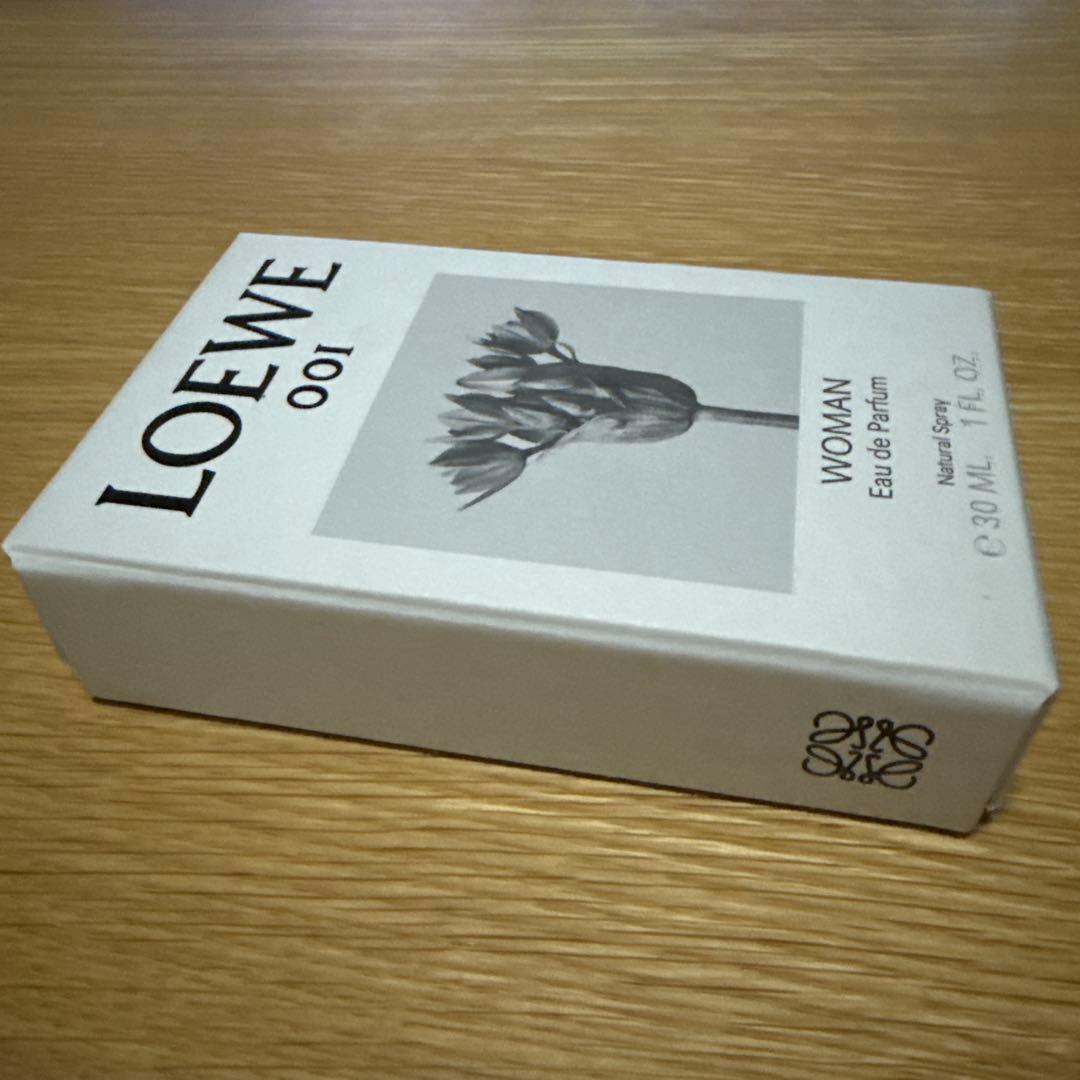 LOEWE
001
WOMAN
Eau de Parfum
Natural Spray
℮ 30 ML. 1 FL. OZ.